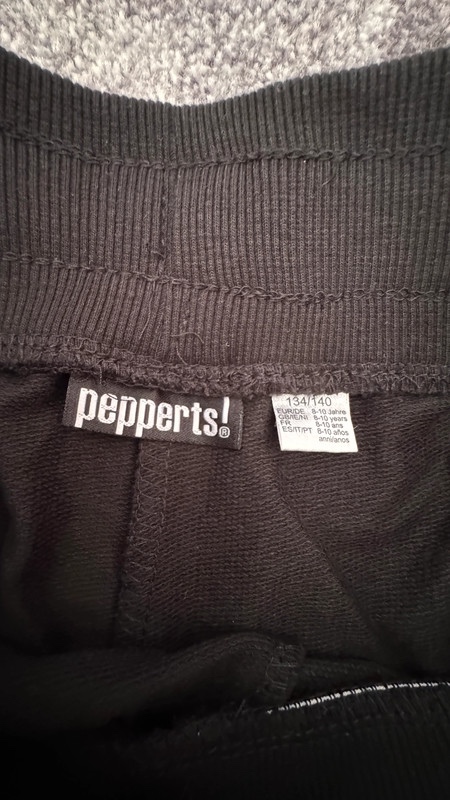 pepperts!®
134/140
EUR/DE 8-10 Jahre
GB/IE/NI 8-10 years
FR 8-10 ans
ES/IT/PT 8-10 años
anni/anos